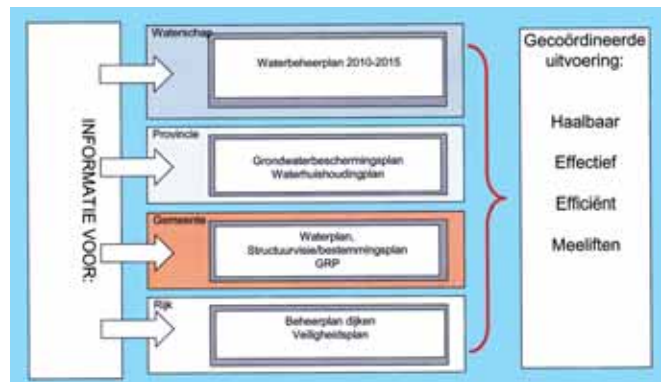 INFORMATIE VOOR:
Waterschap
Waterbeheerplan 2010-2015
Provincie
Grondwaterbeschermingsplan
Waterhuishoudingplan
Gemeente
Waterplan,
Structuurvisie/bestemmingsplan
GRP
Rijk
Beheerplan dijken
Veiligheidsplan
Gecoördineerde
uitvoering:
Haalbaar
Effectief
Efficiënt
Meeliften